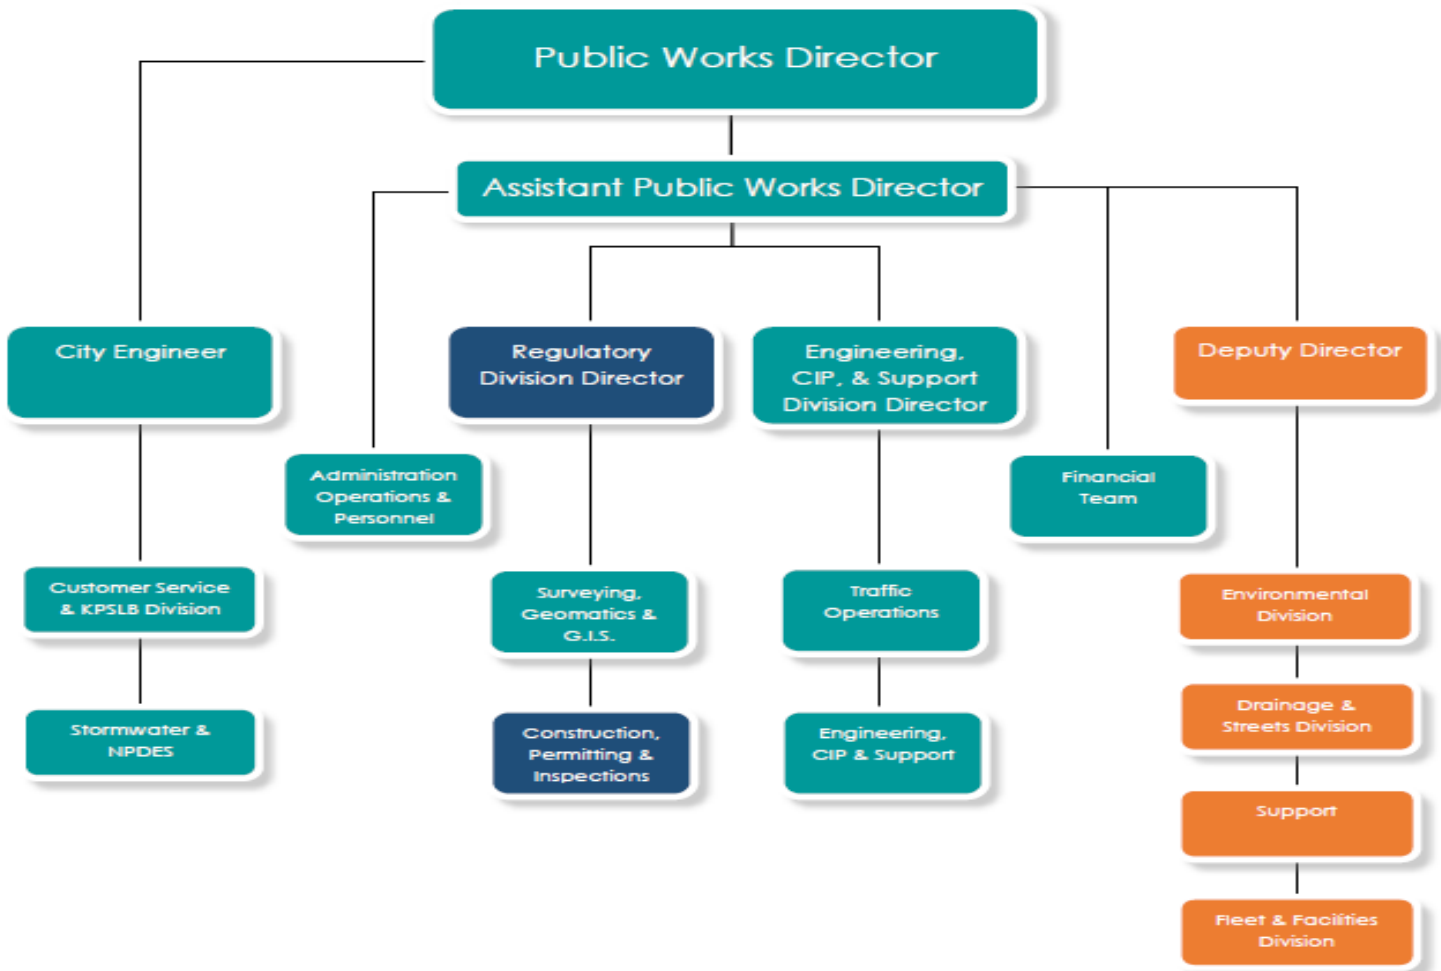 Public Works Director
Assistant Public Works Director
City Engineer
Regulatory
Division Director
Engineering,
CIP, & Support
Division Director
Deputy Director
Administration
Operations &
Personnel
Financial
Team
Customer Service
& KPSLB Division
Surveying,
Geomatics &
G.I.S.
Traffic
Operations
Environmental
Division
Stormwater &
NPDES
Construction,
Permitting &
Inspections
Engineering,
CIP & Support
Drainage &
Streets Division
Support
Fleet & Facilities
Division